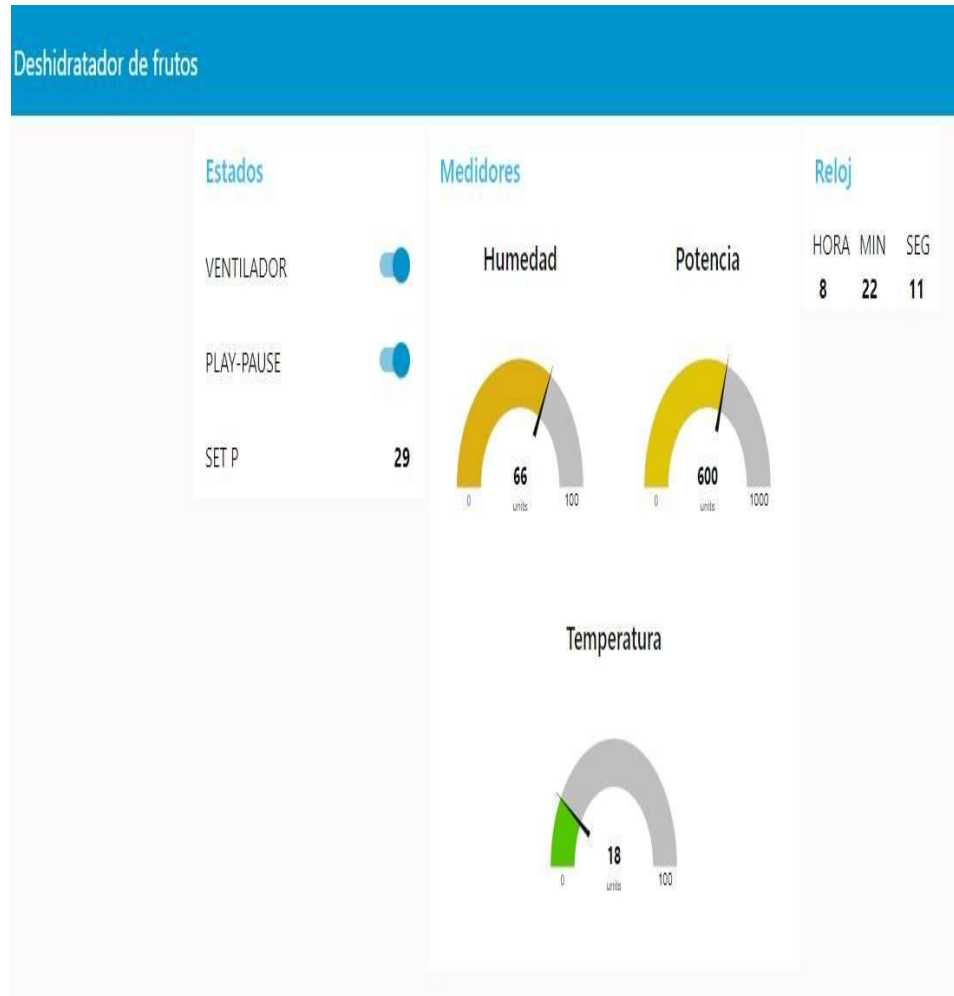 Deshidratador de frutos
Estados
VENTILADOR
PLAY-PAUSE
SET P 29
Medidores
Humedad
66
units
0 100
Potencia
600
units
0 1000
Temperatura
18
units
0 100
Reloj
HORA MIN SEG
8 22 11